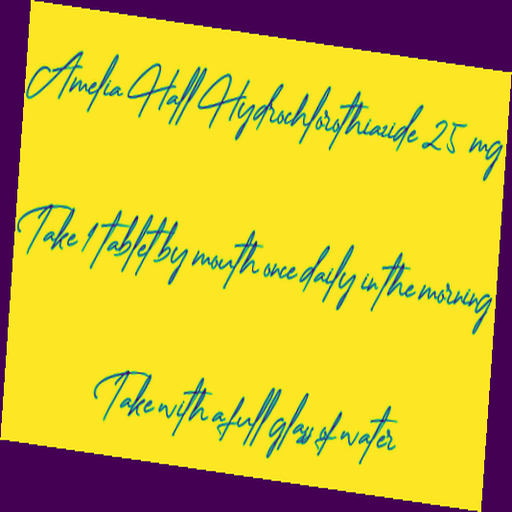 Amelia Hall Hydrochlorothiazide 25 mg
Take 1 tablet by mouth once daily in the morning
Take with a full glass of water